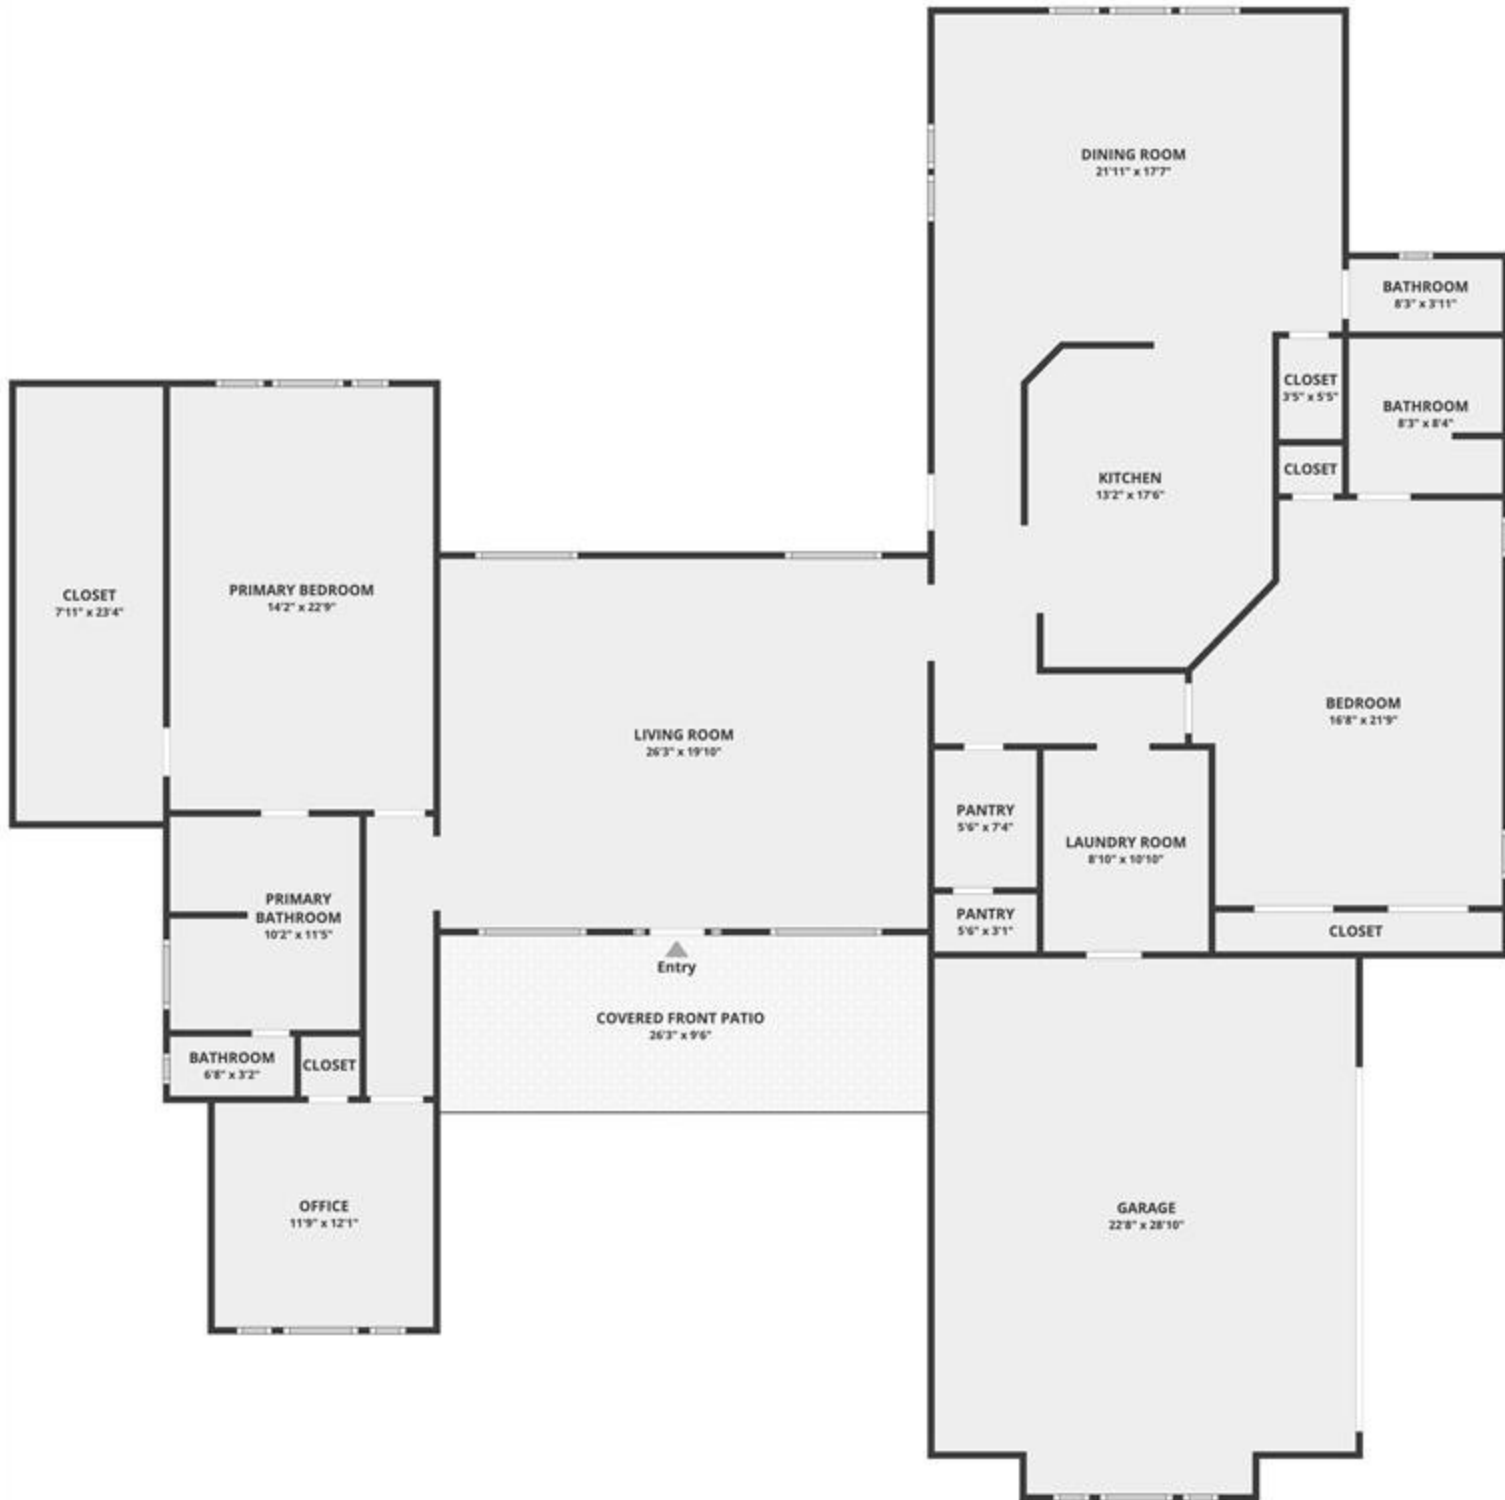 DINING ROOM
21'11" x 17'7"
BATHROOM
8'3" x 3'11"
CLOSET
3'5" x 5'5"
BATHROOM
8'3" x 8'4"
CLOSET
KITCHEN
13'2" x 17'6"
CLOSET
7'11" x 23'4"
PRIMARY BEDROOM
14'2" x 22'9"
LIVING ROOM
26'3" x 19'10"
BEDROOM
16'8" x 21'9"
PANTRY
5'6" x 7'4"
LAUNDRY ROOM
8'10" x 10'10"
PRIMARY
BATHROOM
10'2" x 11'5"
PANTRY
5'6" x 3'1"
CLOSET
Entry
COVERED FRONT PATIO
26'3" x 9'6"
BATHROOM
6'8" x 3'2"
CLOSET
OFFICE
11'9" x 12'1"
GARAGE
22'8" x 28'10"